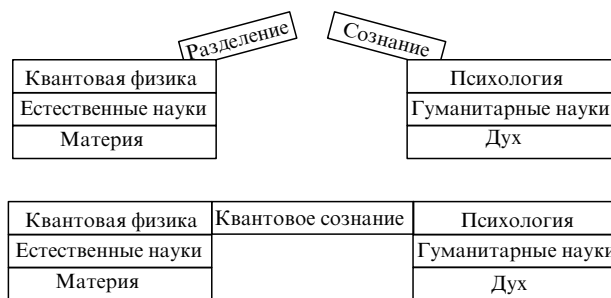 Разделение Сознание
Квантовая физика Психология
Естественные науки Гуманитарные науки
Материя Дух
Квантовая физика Квантовое сознание Психология
Естественные науки Гуманитарные науки
Материя Дух